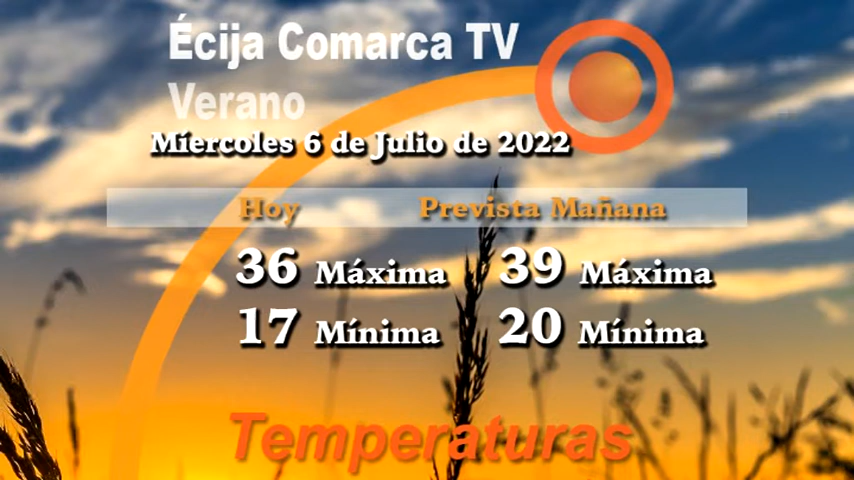 Écija Comarca TV
Verano
Míercoles 6 de Julio de 2022
Hoy Prevista Mañana
36 Máxima 39 Máxima
17 Mínima 20 Mínima
Temperaturas